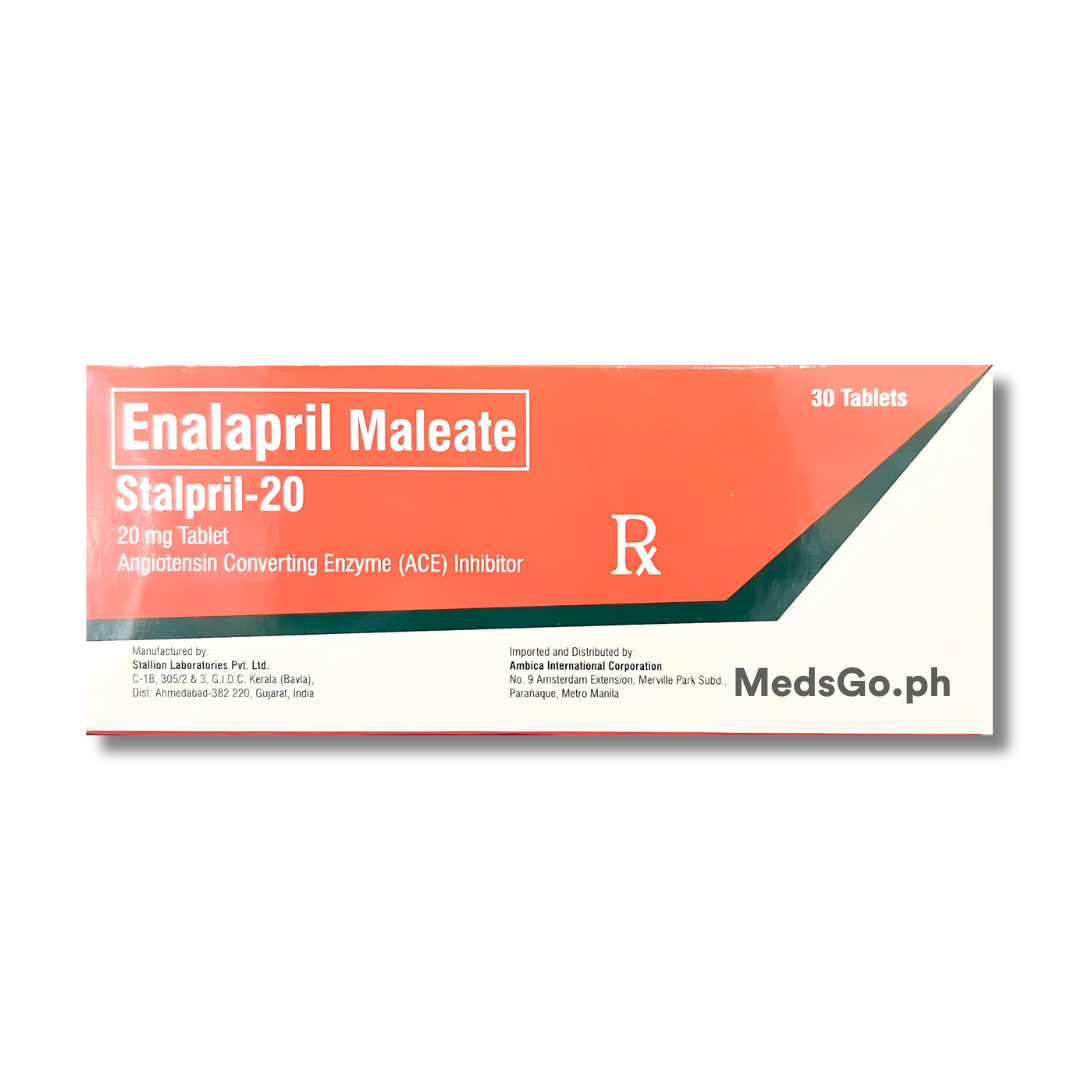 Enalapril Maleate
30 Tablets
Stalpril-20
20 mg Tablet
Angiotensin Converting Enzyme (ACE) Inhibitor
Rx
Manufactured by:
Stallion Laboratories Pvt. Ltd.
C-1B, 305/2 & 3, G.I.D.C. Kerala (Bavla),
Dist: Ahmedabad-382 220, Gujarat, India
Imported and Distributed by:
Ambica International Corporation
No. 9 Amsterdam Extension, Merville Park Subd.,
Parañaque, Metro Manila
MedsGo.ph